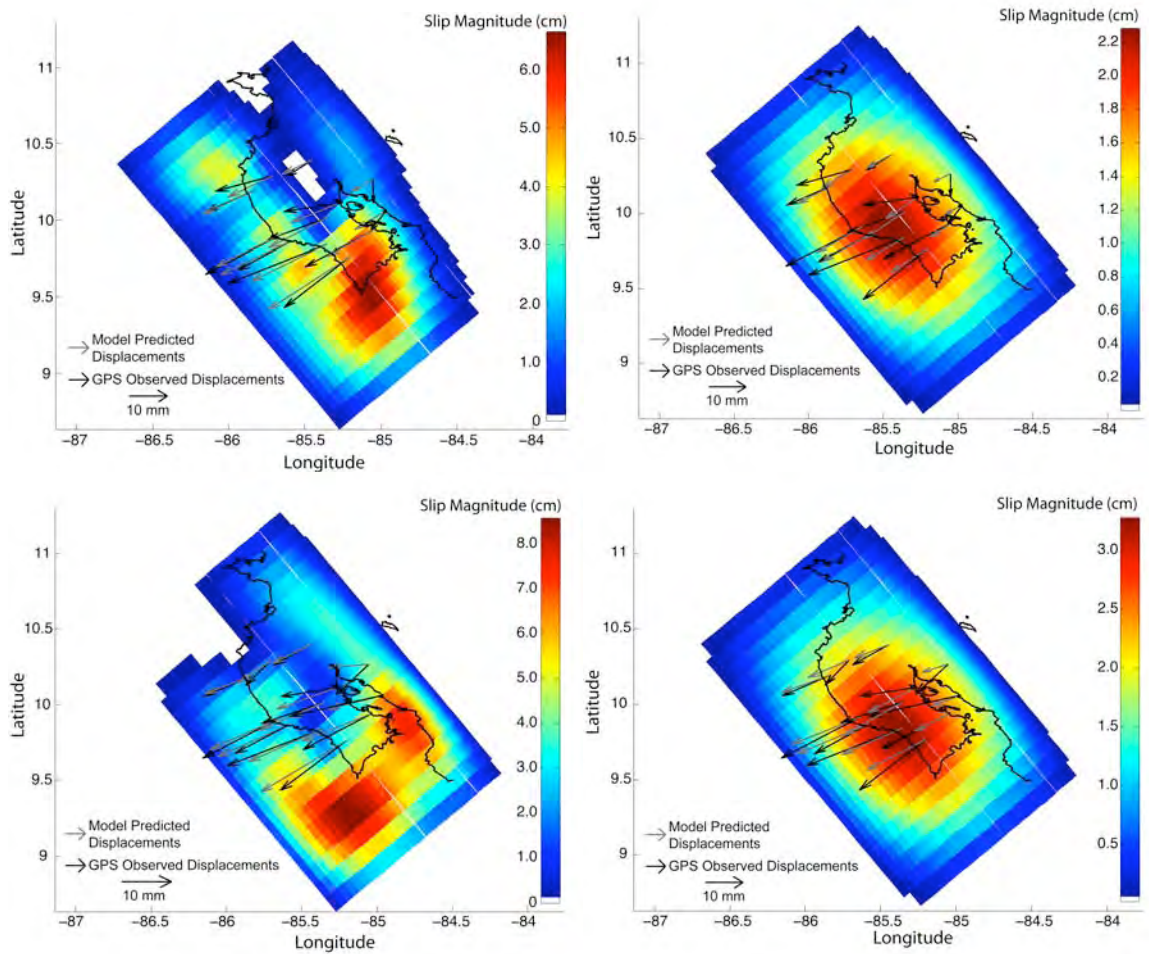 Slip Magnitude (cm)
6.0
5.0
4.0
3.0
2.0
1.0
0
11
10.5
10
9.5
9
Latitude
Model Predicted
Displacements
GPS Observed Displacements
10 mm
−87
−86.5
−86
−85.5
−85
−84.5
−84
Longitude
Slip Magnitude (cm)
2.2
2.0
1.8
1.6
1.4
1.2
1.0
0.8
0.6
0.4
0.2
11
10.5
10
9.5
9
Latitude
Model Predicted
Displacements
GPS Observed Displacements
10 mm
−87
−86.5
−86
−85.5
−85
−84.5
−84
Longitude
Slip Magnitude (cm)
8.0
7.0
6.0
5.0
4.0
3.0
2.0
1.0
0
11
10.5
10
9.5
9
Latitude
Model Predicted
Displacements
GPS Observed Displacements
10 mm
−87
−86.5
−86
−85.5
−85
−84.5
−84
Longitude
Slip Magnitude (cm)
3.0
2.5
2.0
1.5
1.0
0.5
11
10.5
10
9.5
9
Latitude
Model Predicted
Displacements
GPS Observed Displacements
10 mm
−87
−86.5
−86
−85.5
−85
−84.5
−84
Longitude